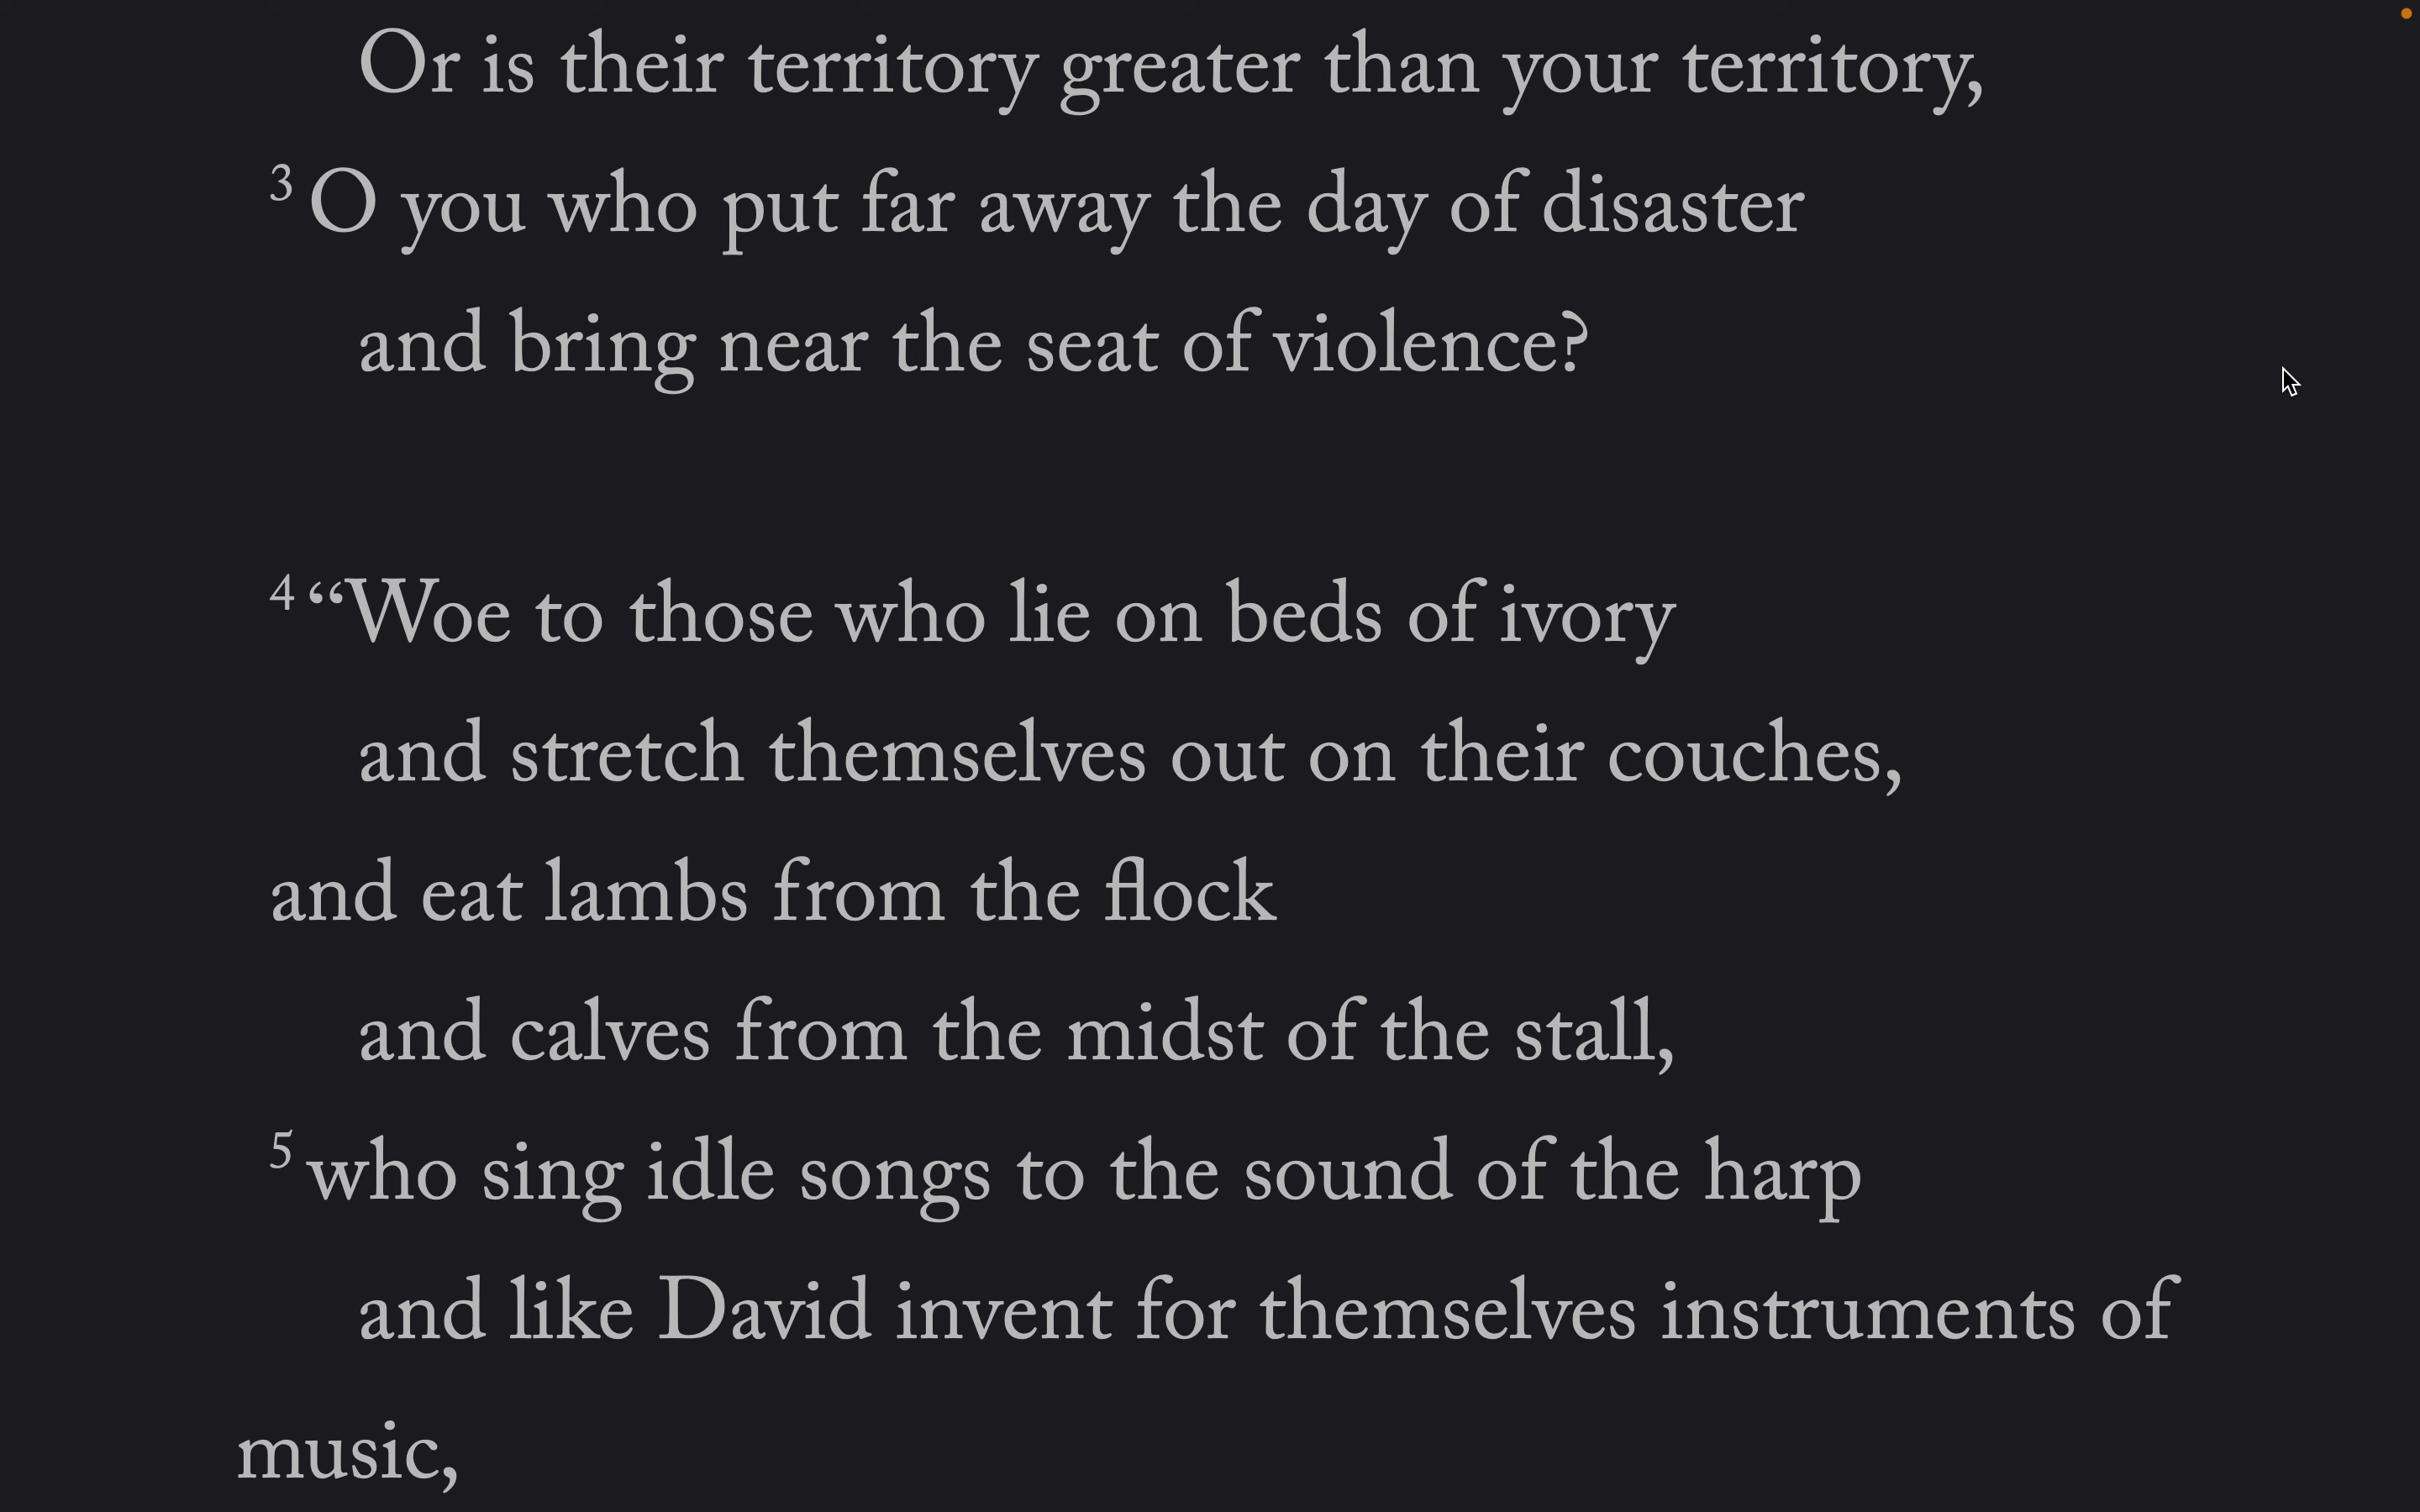 Or is their territory greater than your territory,
3 O you who put far away the day of disaster
and bring near the seat of violence?
4 “Woe to those who lie on beds of ivory
and stretch themselves out on their couches,
and eat lambs from the flock
and calves from the midst of the stall,
5 who sing idle songs to the sound of the harp
and like David invent for themselves instruments of
music,